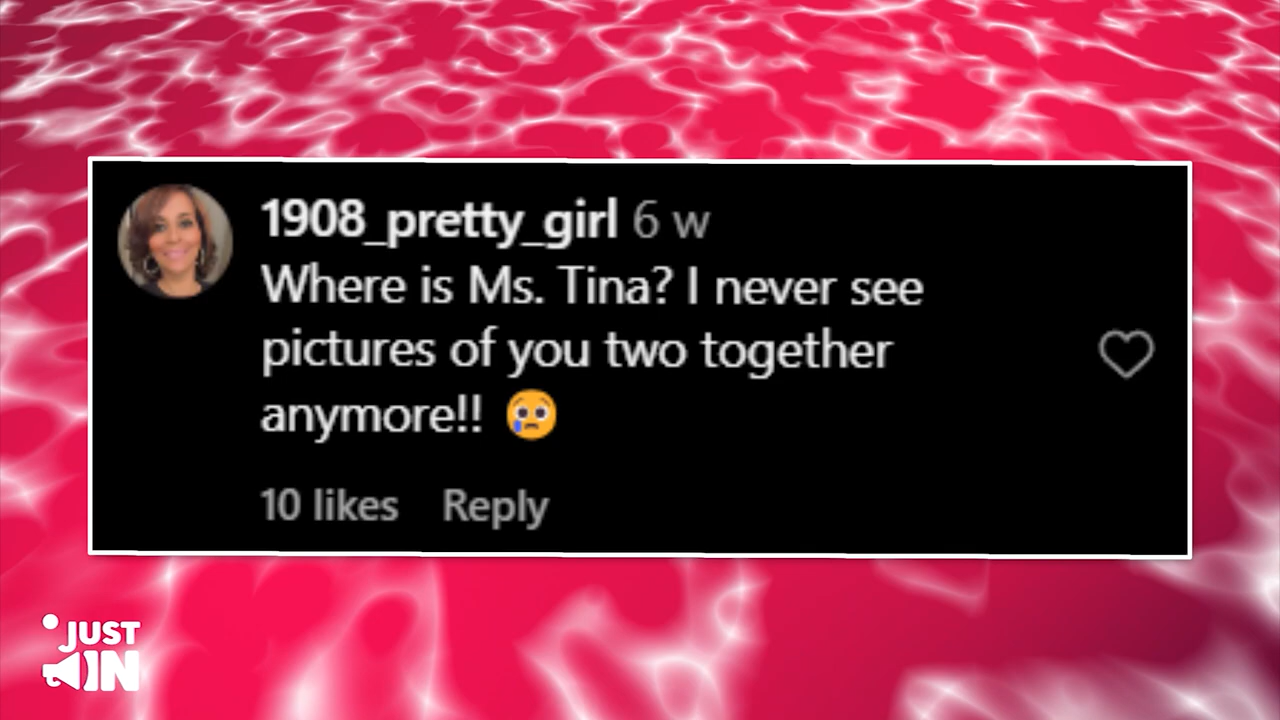 1908_pretty_girl 6 w
Where is Ms. Tina? I never see
pictures of you two together
anymore!! 😢
10 likes Reply
JUST
IN